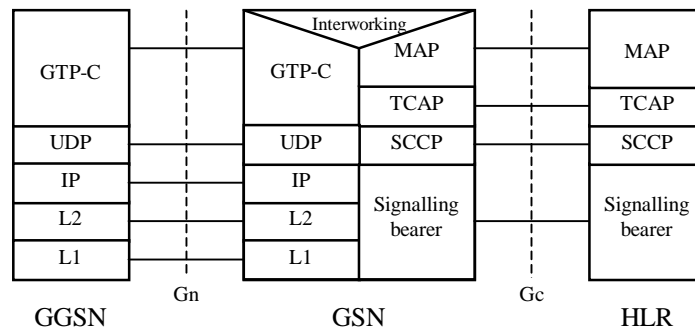 Interworking
GTP-C
GTP-C
MAP
MAP
TCAP
TCAP
UDP
UDP
SCCP
SCCP
IP
IP
L2
L2
Signalling
bearer
Signalling
bearer
L1
L1
Gn
Gc
GGSN
GSN
HLR